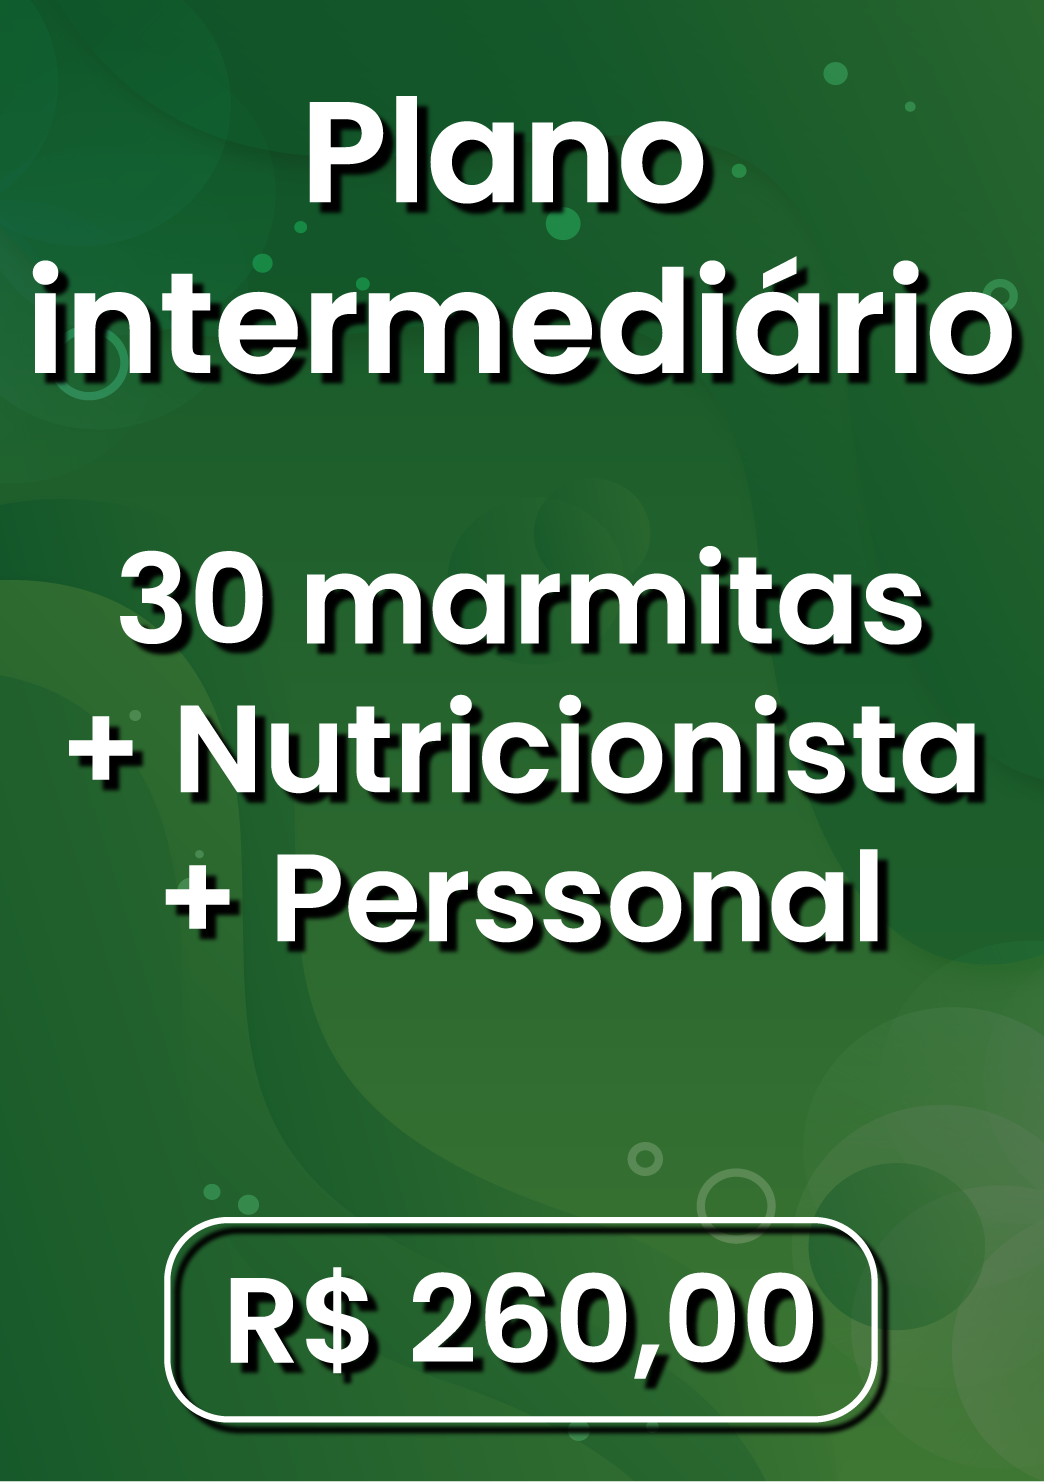 Plano
intermediário
30 marmitas
+ Nutricionista
+ Perssonal
R$ 260,00